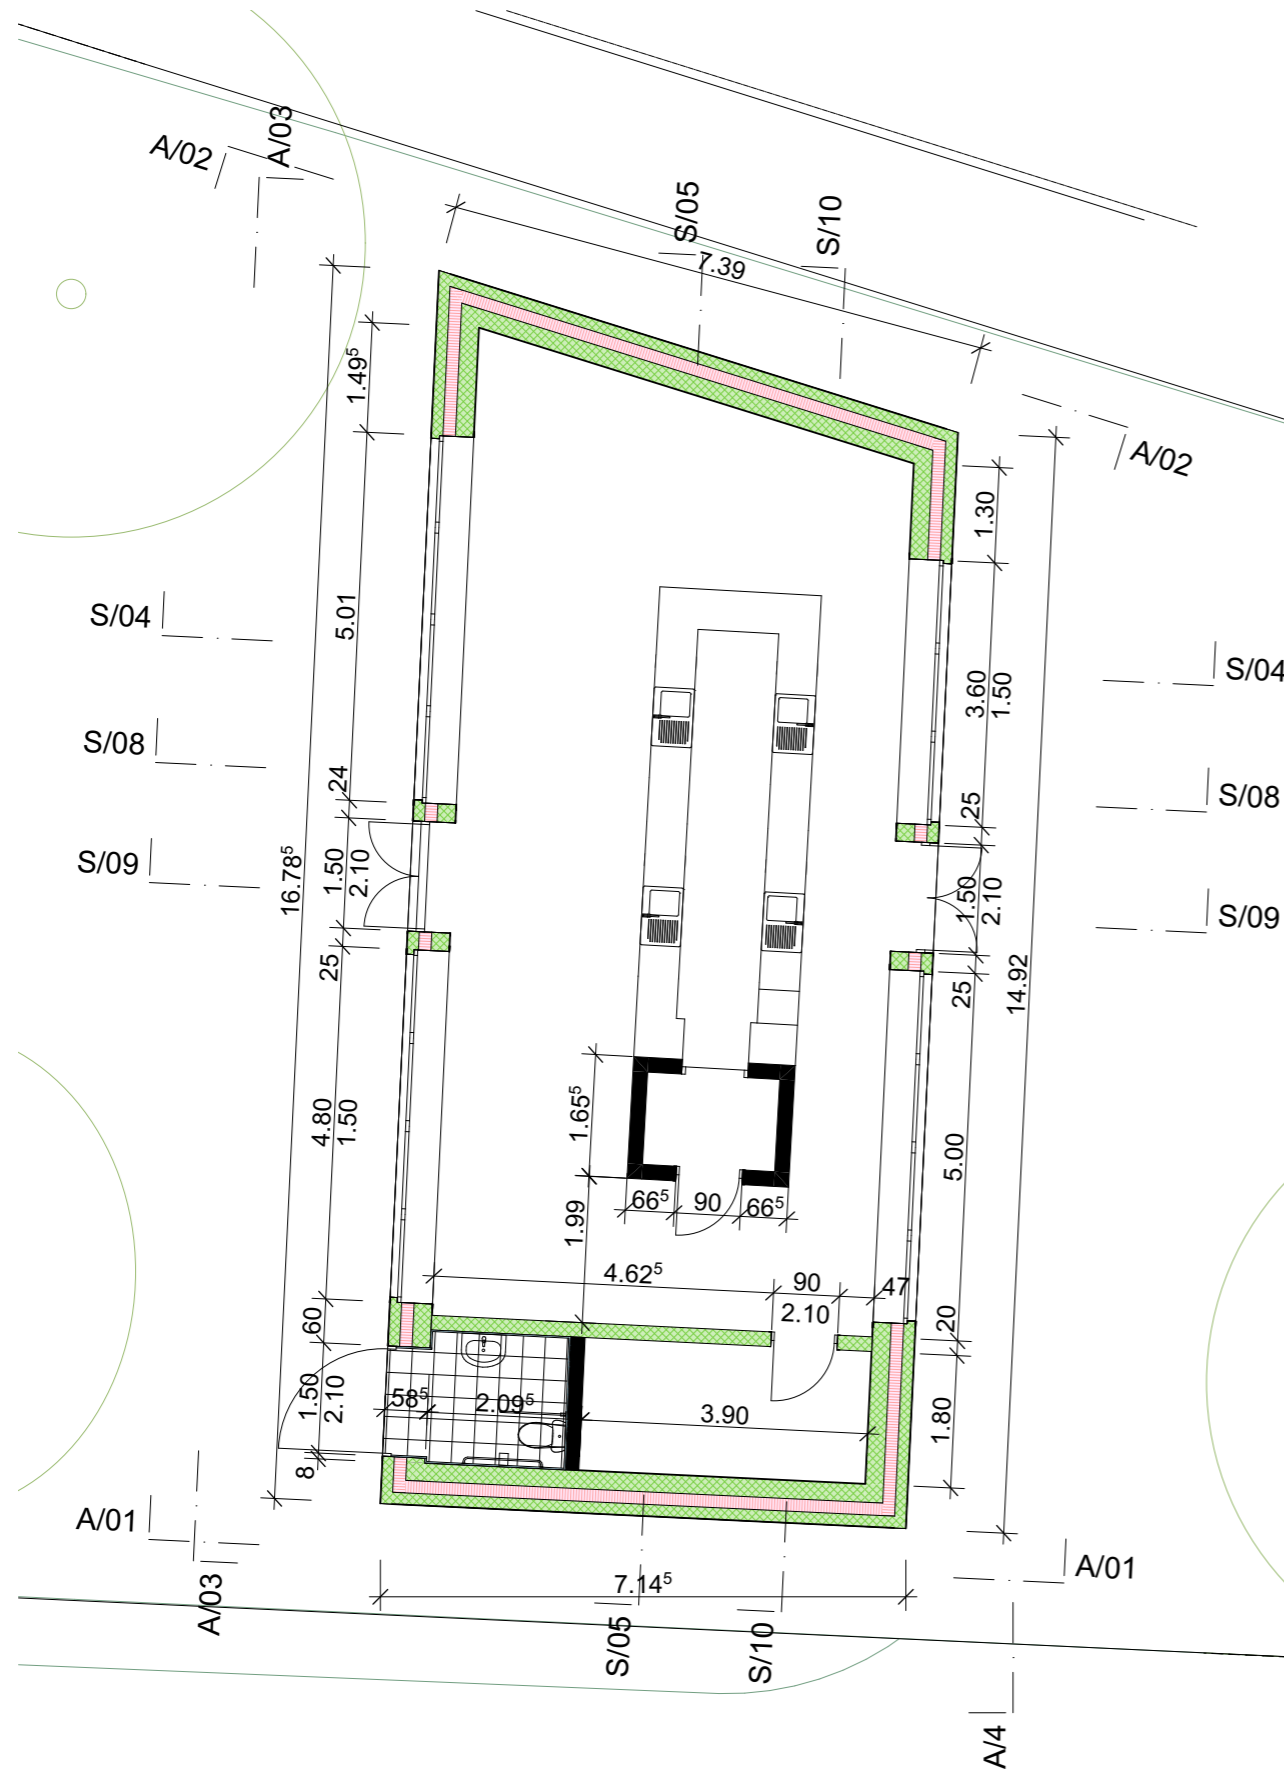 A/02
A/03
S/05
S/10
7.39
1.49⁵
A/02
1.30
5.01
S/04
3.60
1.50
S/04
S/08
24
25
S/08
S/09
16.78⁵
1.50
2.10
1.50
2.10
S/09
25
25
14.92
4.80
1.50
1.65⁵
5.00
66⁵
90
66⁵
1.99
4.62⁵
90
2.10
47
60
20
1.50
2.10
58⁵
2.09⁵
3.90
1.80
8
A/01
A/03
7.14⁵
A/01
S/05
S/10
A/4